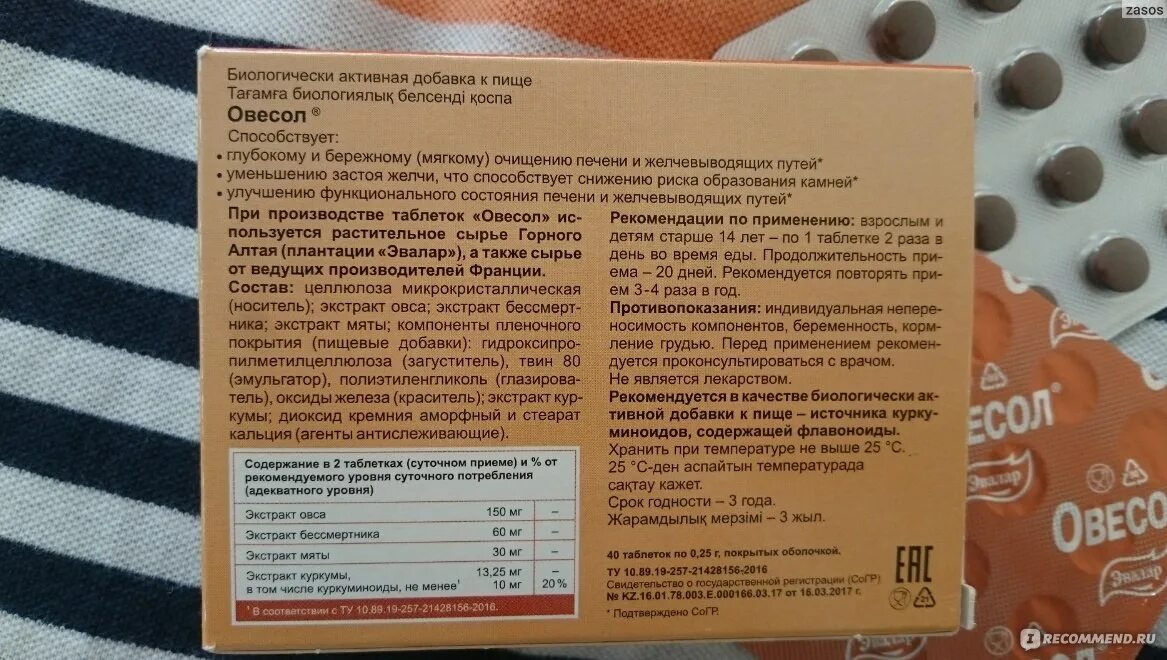 zasos
Биологически активная добавка к пище
Тағамға биологиялық белсенді қоспа
Овесол ®
Способствует:
• глубокому и бережному (мягкому) очищению печени и желчевыводящих путей*
• уменьшению застоя желчи, что способствует снижению риска образования камней*
• улучшению функционального состояния печени и желчевыводящих путей*
При производстве таблеток «Овесол» ис-
пользуется растительное сырье Горного
Алтая (плантации «Эвалар»), а также сырье
от ведущих производителей Франции.
Состав: целлюлоза микрокристаллическая
(носитель); экстракт овса; экстракт бессмерт-
ника; экстракт мяты; компоненты пленочного
покрытия (пищевые добавки): гидроксипро-
пилметилцеллюлоза (загуститель), твин 80
(эмульгатор), полиэтиленгликоль (глазирова-
тель), оксиды железа (краситель); экстракт кур-
кумы; диоксид кремния аморфный и стеарат
кальция (агенты антислеживающие).
Содержание в 2 таблетках (суточном приеме) и % от
рекомендуемого уровня суточного потребления
(адекватного уровня)
Экстракт овса 150 мг –
Экстракт бессмертника 60 мг –
Экстракт мяты 30 мг –
Экстракт куркумы, 13,25 мг –
в том числе куркуминоиды, не менее¹ 10 мг 20%
¹ В соответствии с ТУ 10.89.19-257-21428156-2016.
Рекомендации по применению: взрослым и
детям старше 14 лет – по 1 таблетке 2 раза в
день во время еды. Продолжительность при-
ема – 20 дней. Рекомендуется повторять при-
ем 3-4 раза в год.
Противопоказания: индивидуальная непере-
носимость компонентов, беременность, корм-
ление грудью. Перед применением рекомен-
дуется проконсультироваться с врачом.
Не является лекарством.
Рекомендуется в качестве биологически ак-
тивной добавки к пище – источника курку-
миноидов, содержащей флавоноиды.
Хранить при температуре не выше 25 °С.
25 °С-ден аспайтын температурада
сақтау кажет.
Срок годности – 3 года.
Жарамдылық мерзімі – 3 жыл.
40 таблеток по 0,25 г, покрытых оболочкой.
ТУ 10.89.19-257-21428156-2016
Свидетельство о государственной регистрации (СоГР)
№ KZ.16.01.78.003.E.000166.03.17 от 16.03.2017 г.
* Подтверждено СоГР.
EAC
21
Эвалар
ОВЕСОЛ®
Эвалар
ОВЕСОЛ
Эвалар
Эвалар
ОВЕСОЛ
IRECOMMEND.RU